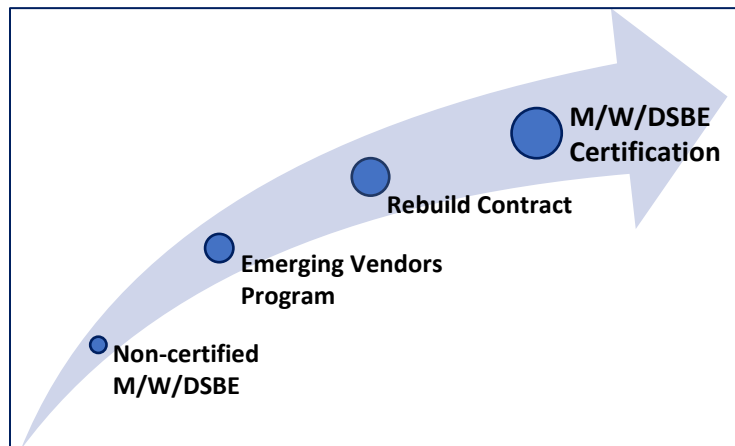 M/W/DSBE
Certification
Rebuild Contract
Emerging Vendors
Program
Non-certified
M/W/DSBE